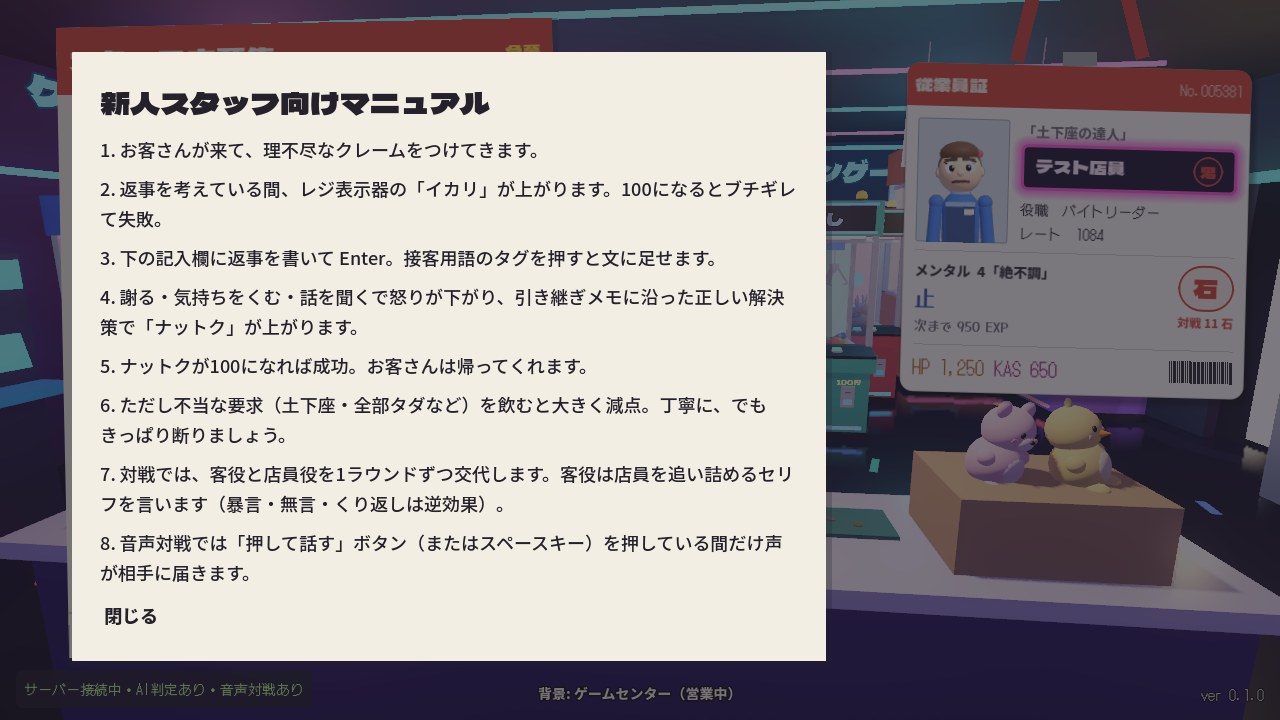 新人スタッフ向けマニュアル
1. お客さんが来て、理不尽なクレームをつけてきます。
2. 返事を考えている間、レジ表示器の「イカリ」が上がります。100になるとブチギレ
て失敗。
3. 下の記入欄に返事を書いて Enter。接客用語のタグを押すと文に足せます。
4. 謝る・気持ちをくむ・話を聞くで怒りが下がり、引き継ぎメモに沿った正しい解決
策で「ナットク」が上がります。
5. ナットクが100になれば成功。お客さんは帰ってくれます。
6. ただし不当な要求（土下座・全部タダなど）を飲むと大きく減点。丁寧に、でも
きっぱり断りましょう。
7. 対戦では、客役と店員役を1ラウンドずつ交代します。客役は店員を追い詰めるセリ
フを言います（暴言・無言・くり返しは逆効果）。
8. 音声対戦では「押して話す」ボタン（またはスペースキー）を押している間だけ声
が相手に届きます。
閉じる
従業員証
No. 005381
「土下座の達人」
テスト店員
役職 バイトリーダー
レート 1084
メンタル 4「絶不調」
止
次まで 950 EXP
石
対戦 11 石
HP 1,250 KAS 650
100円
サーバー接続中・AI判定あり・音声対戦あり
背景: ゲームセンター（営業中）
ver 0.1.0